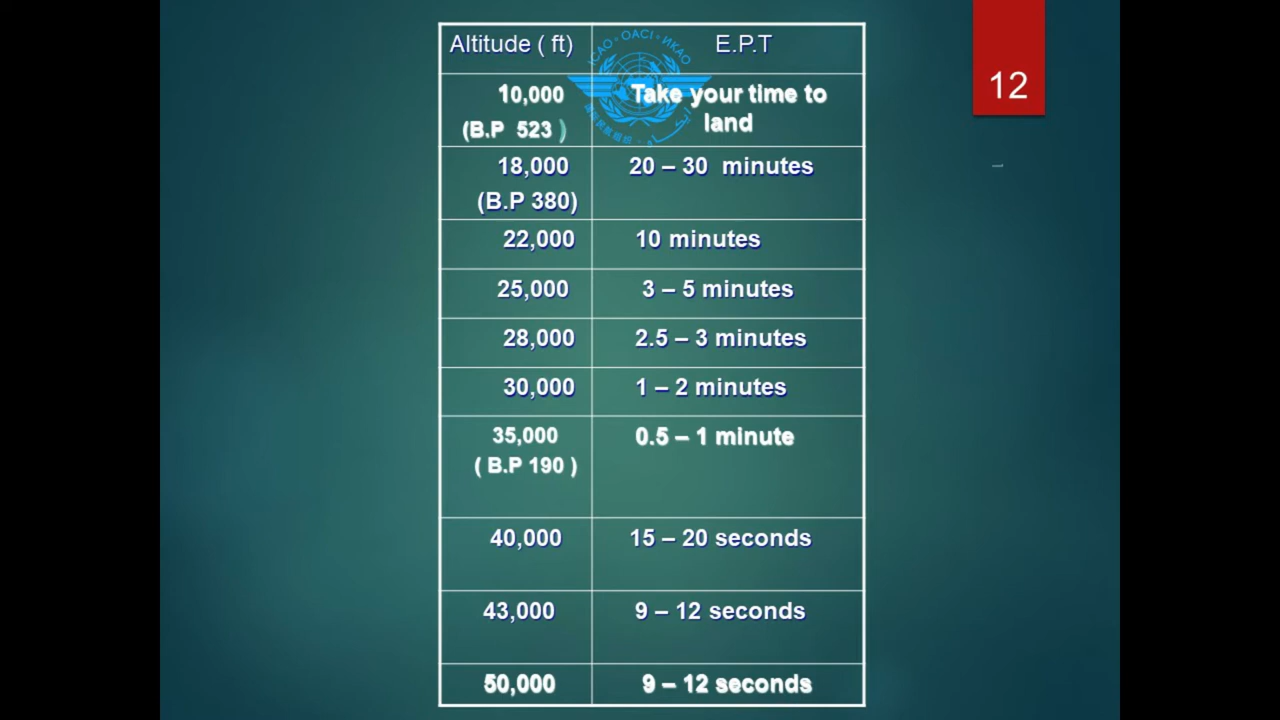 Altitude ( ft)
E.P.T
12
ICAO · OACI · ИКАО
10,000
(B.P 523 )
Take your time to
land
18,000
(B.P 380)
20 – 30 minutes
22,000
10 minutes
25,000
3 – 5 minutes
28,000
2.5 – 3 minutes
30,000
1 – 2 minutes
35,000
( B.P 190 )
0.5 – 1 minute
40,000
15 – 20 seconds
43,000
9 – 12 seconds
50,000
9 – 12 seconds